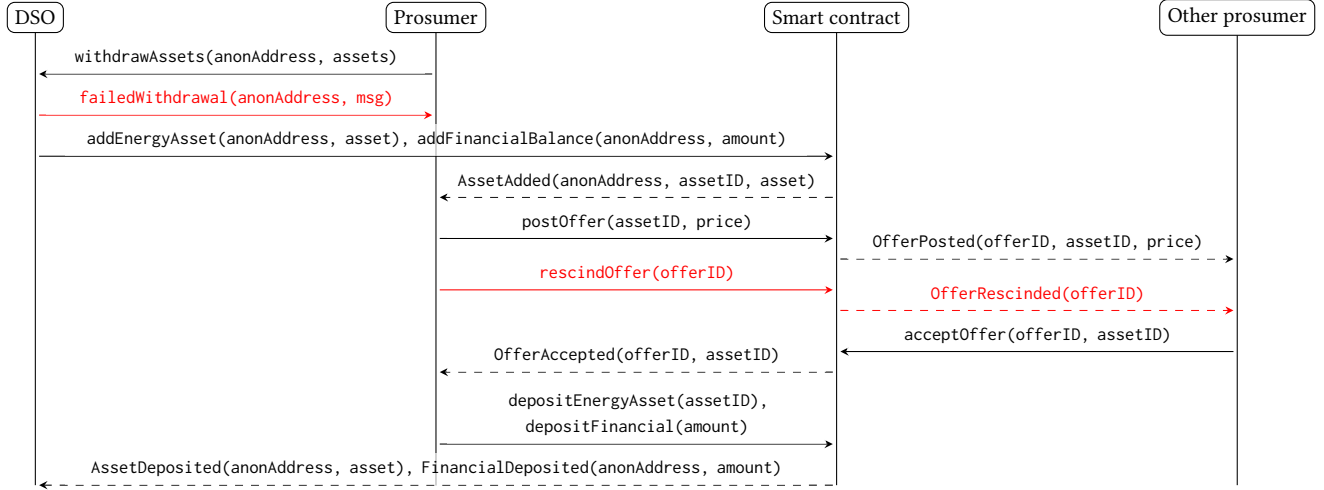 DSO
Prosumer
Smart contract
Other prosumer
withdrawAssets(anonAddress, assets)
failedWithdrawal(anonAddress, msg)
addEnergyAsset(anonAddress, asset), addFinancialBalance(anonAddress, amount)
AssetAdded(anonAddress, assetID, asset)
postOffer(assetID, price)
OfferPosted(offerID, assetID, price)
rescindOffer(offerID)
OfferRescinded(offerID)
acceptOffer(offerID, assetID)
OfferAccepted(offerID, assetID)
depositEnergyAsset(assetID),
depositFinancial(amount)
AssetDeposited(anonAddress, asset), FinancialDeposited(anonAddress, amount)